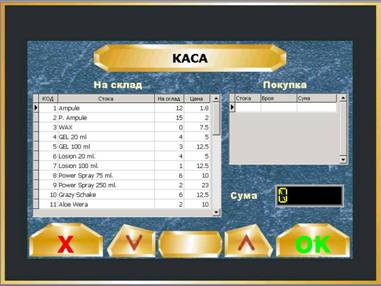 КАСА
На склад
Покупка
КОД Стока На склад Цена
1 Ampule 12 1.8
2 P. Ampule 15 2
3 WAX 0 7.5
4 GEL 20 ml 4 5
5 GEL 100 ml 3 12.5
6 Losion 20 ml. 4 5
7 Losion 100 ml. 1 12.5
8 Power Spray 75 ml. 6 10
9 Power Spray 250 ml. 2 23
10 Grazy Schake 6 12.5
11 Aloe Wera 2 10
Стока Броя Сума
Сума 0
X
OK